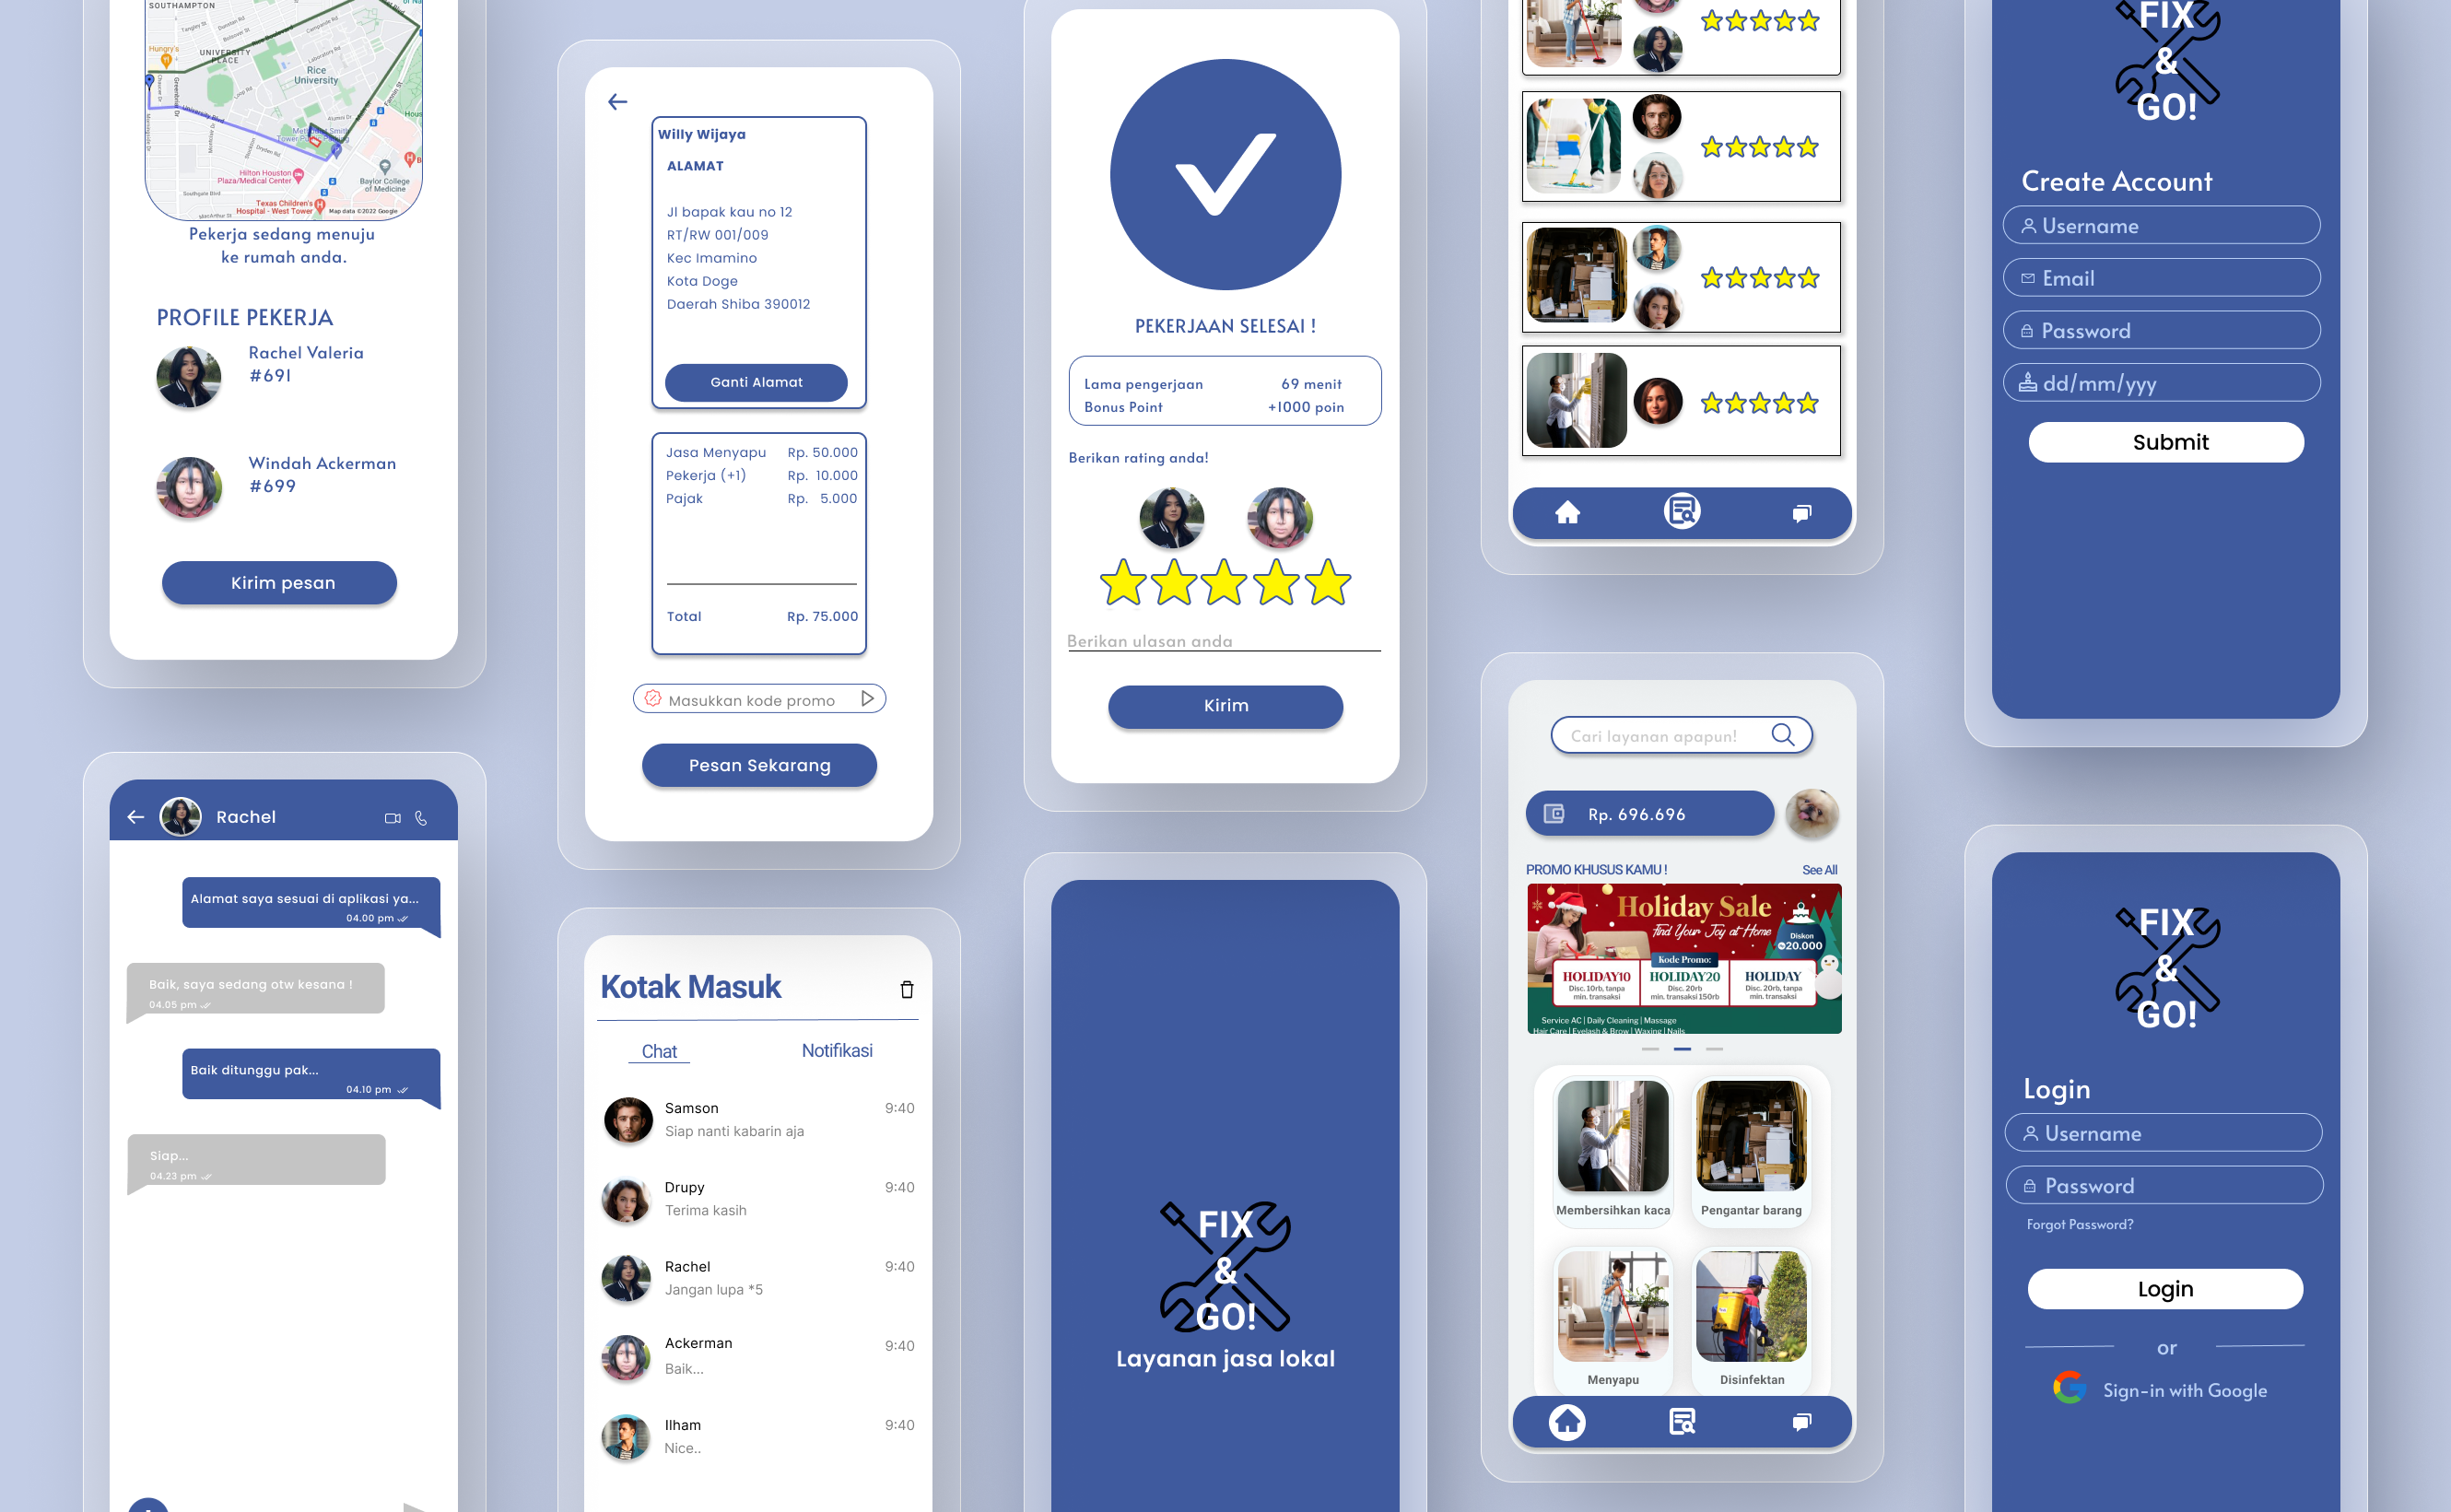 SOUTHAMPTON
Hungry's
UNIVERSITY
PLACE
Rice
University
University Blvd
Hilton Houston
Plaza/Medical Center
Baylor College
of Medicine
Texas Children's
Hospital - West Tower
Map data ©2022 Google
Pekerja sedang menuju
ke rumah anda.
PROFILE PEKERJA
Rachel Valeria
#691
Windah Ackerman
#699
Kirim pesan
Rachel
Alamat saya sesuai di aplikasi ya...
04.00 pm
Baik, saya sedang otw kesana !
04.05 pm
Baik ditunggu pak...
04.10 pm
Siap...
04.23 pm
Willy Wijaya
ALAMAT
Jl bapak kau no 12
RT/RW 001/009
Kec Imamino
Kota Doge
Daerah Shiba 390012
Ganti Alamat
Jasa Menyapu Rp. 50.000
Pekerja (+1) Rp. 10.000
Pajak Rp. 5.000
Total Rp. 75.000
Masukkan kode promo
Pesan Sekarang
Kotak Masuk
Chat Notifikasi
Samson 9:40
Siap nanti kabarin aja
Drupy 9:40
Terima kasih
Rachel 9:40
Jangan lupa *5
Ackerman 9:40
Baik...
Ilham 9:40
Nice..
PEKERJAAN SELESAI !
Lama pengerjaan 69 menit
Bonus Point +1000 poin
Berikan rating anda!
Berikan ulasan anda
Kirim
FIX
&
GO!
Layanan jasa lokal
Cari layanan apapun!
Rp. 696.696
PROMO KHUSUS KAMU ! See All
Holiday Sale
Find Your Joy at Home
Diskon
20.000
Kode Promo:
HOLIDAY10 HOLIDAY20 HOLIDAY
Disc. 10rb, tanpa Disc. 20rb Disc. 20rb, tanpa
min. transaksi min. transaksi 150rb min. transaksi
Service AC | Daily Cleaning | Massage
Hair Care | Eyelash & Brow | Waxing | Nails
Membersihkan kaca Pengantar barang
Menyapu Disinfektan
FIX
&
GO!
Create Account
Username
Email
Password
dd/mm/yyy
Submit
FIX
&
GO!
Login
Username
Password
Forgot Password?
Login
or
Sign-in with Google